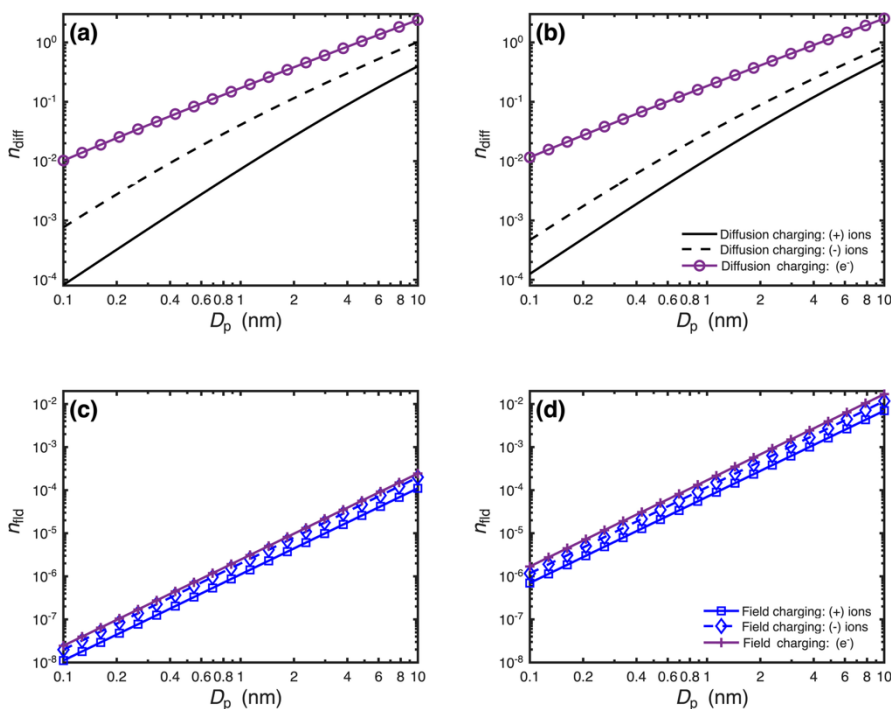 (a)
10⁰
10⁻¹
10⁻²
10⁻³
10⁻⁴
n_diff
0.1 0.2 0.4 0.6 0.8 1 2 4 6 8 10
D_p (nm)
(b)
10⁰
10⁻¹
10⁻²
10⁻³
10⁻⁴
n_diff
Diffusion charging: (+) ions
Diffusion charging: (-) ions
Diffusion charging: (e⁻)
0.1 0.2 0.4 0.6 0.8 1 2 4 6 8 10
D_p (nm)
(c)
10⁻²
10⁻³
10⁻⁴
10⁻⁵
10⁻⁶
10⁻⁷
10⁻⁸
n_fld
0.1 0.2 0.4 0.6 0.8 1 2 4 6 8 10
D_p (nm)
(d)
10⁻²
10⁻³
10⁻⁴
10⁻⁵
10⁻⁶
10⁻⁷
10⁻⁸
n_fld
Field charging: (+) ions
Field charging: (-) ions
Field charging: (e⁻)
0.1 0.2 0.4 0.6 0.8 1 2 4 6 8 10
D_p (nm)